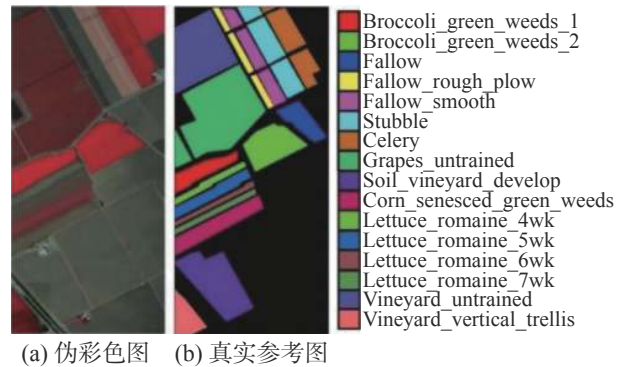 Broccoli_green_weeds_1
Broccoli_green_weeds_2
Fallow
Fallow_rough_plow
Fallow_smooth
Stubble
Celery
Grapes_untrained
Soil_vineyard_develop
Corn_senesced_green_weeds
Lettuce_romaine_4wk
Lettuce_romaine_5wk
Lettuce_romaine_6wk
Lettuce_romaine_7wk
Vineyard_untrained
Vineyard_vertical_trellis
(a) 伪彩色图 (b) 真实参考图